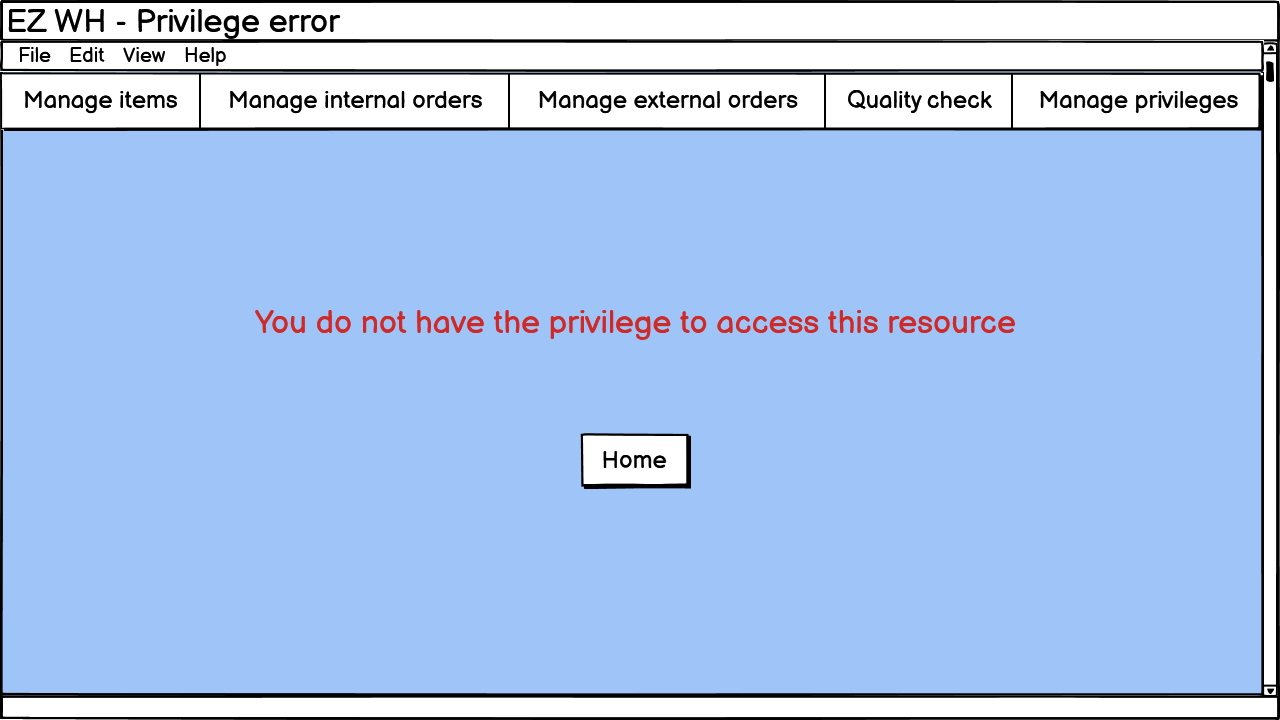 EZ WH - Privilege error
File Edit View Help
Manage items Manage internal orders Manage external orders Quality check Manage privileges
You do not have the privilege to access this resource
Home